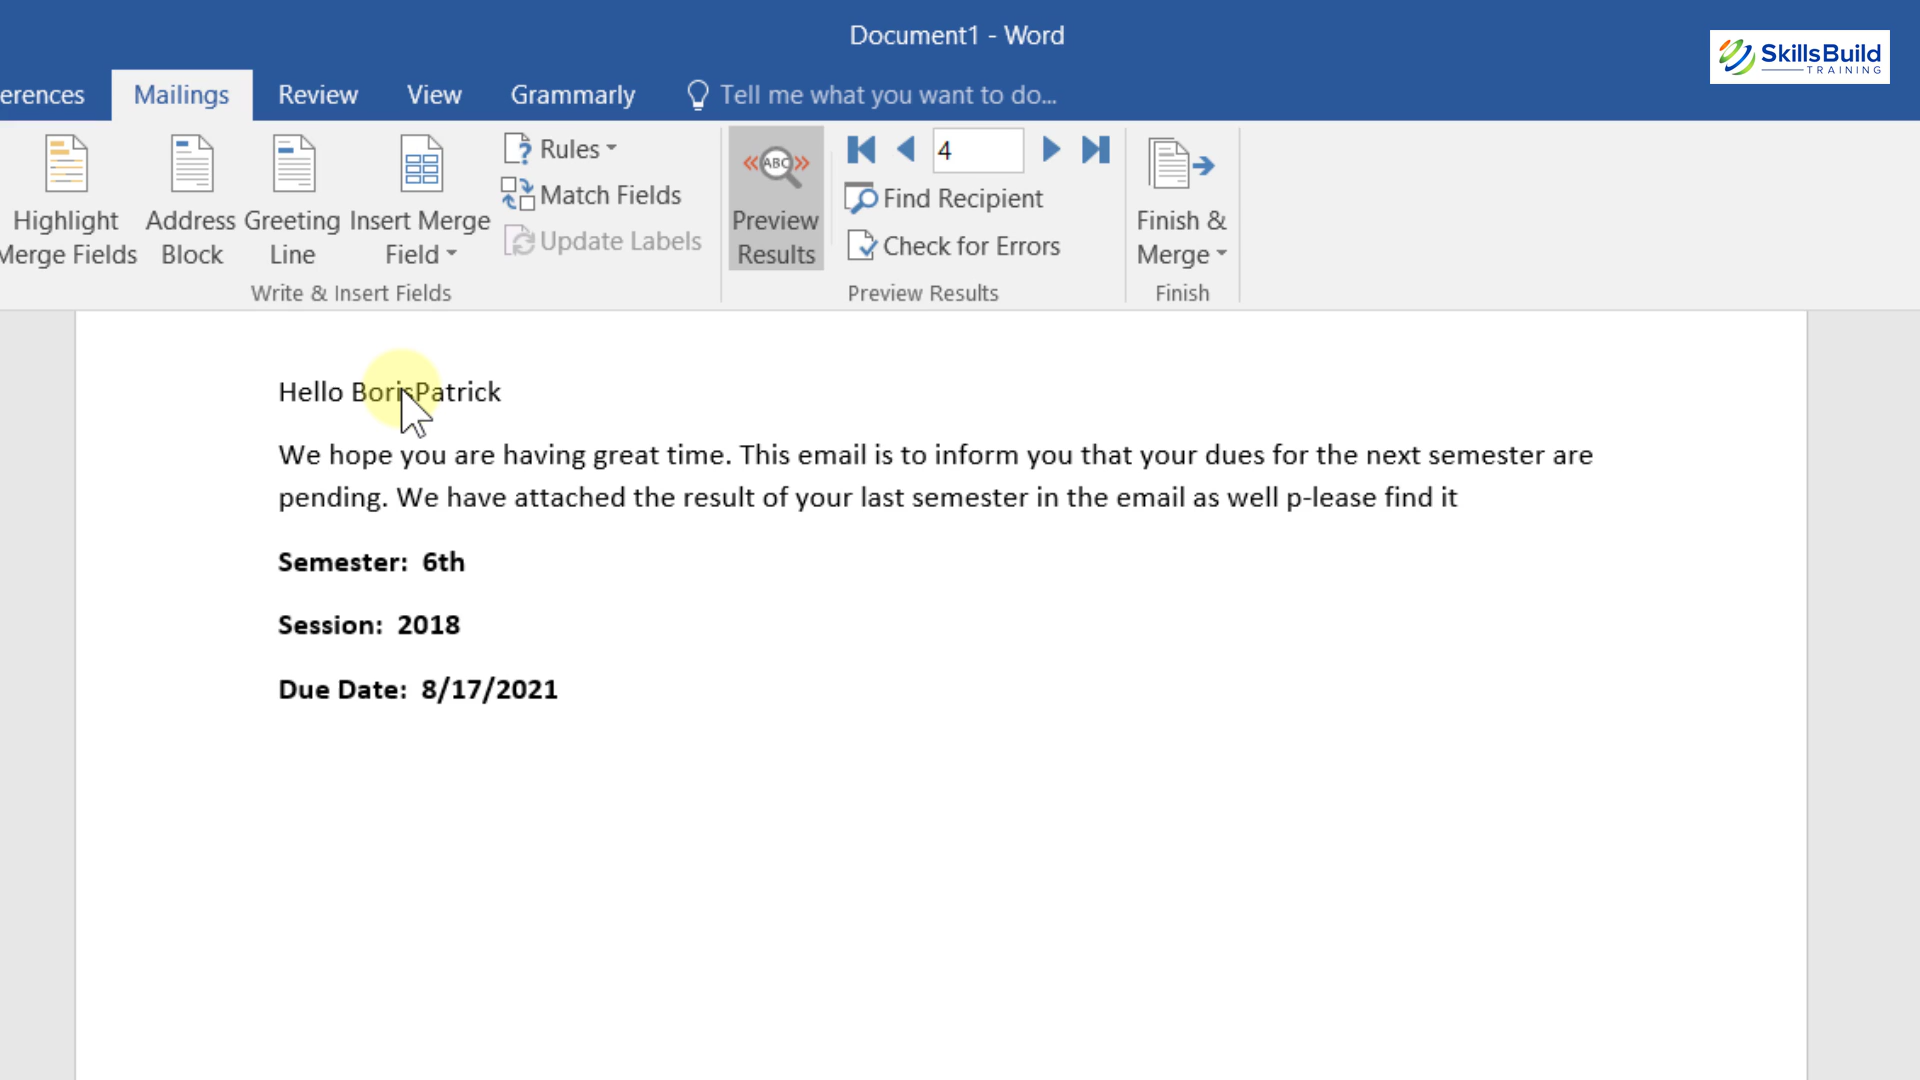 Document1 - Word
SkillsBuild
TRAINING
erences Mailings Review View Grammarly Tell me what you want to do...
Highlight
Merge Fields
Address
Block
Greeting
Line
Insert Merge
Field
Rules
Match Fields
Update Labels
Write & Insert Fields
«ABC»
Preview
Results
4
Find Recipient
Check for Errors
Preview Results
Finish &
Merge
Finish
Hello BorisPatrick
We hope you are having great time. This email is to inform you that your dues for the next semester are
pending. We have attached the result of your last semester in the email as well p-lease find it
Semester: 6th
Session: 2018
Due Date: 8/17/2021